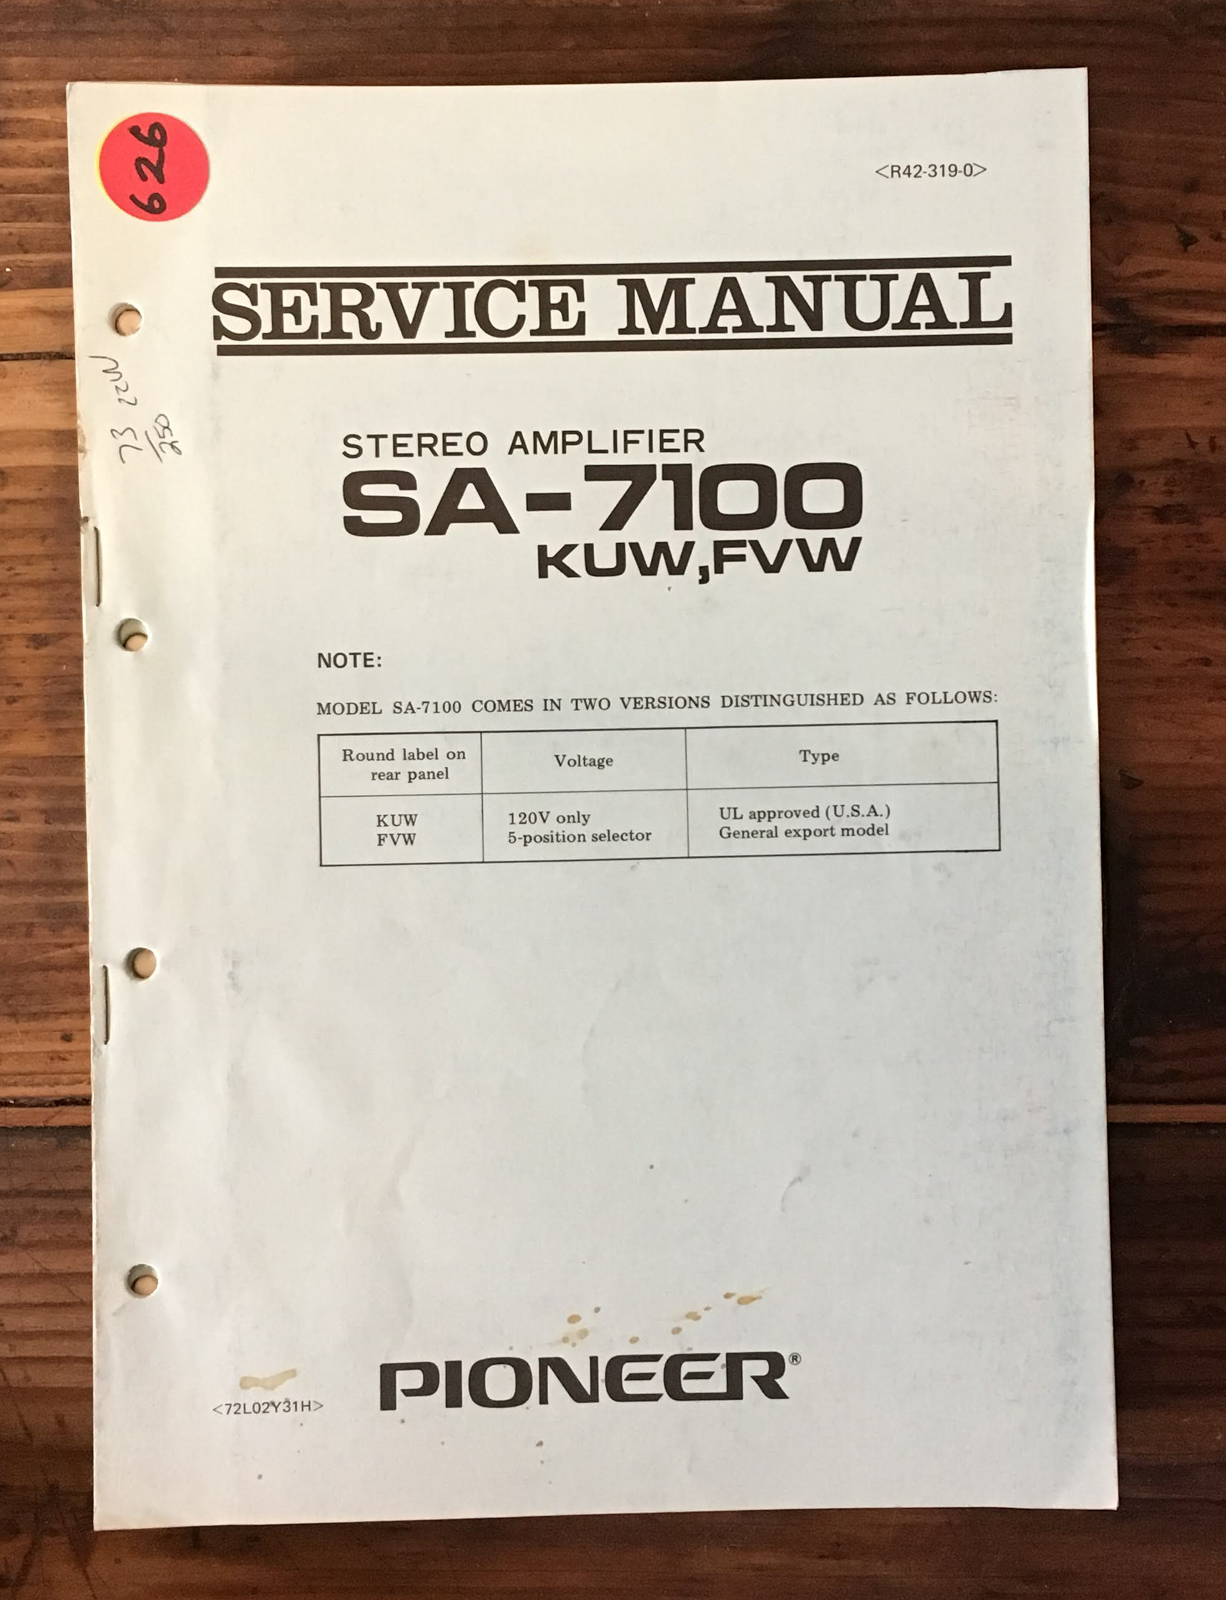 626
<R42-319-0>
SERVICE MANUAL
73
250
STEREO AMPLIFIER
SA-7100
KUW,FVW
NOTE:
MODEL SA-7100 COMES IN TWO VERSIONS DISTINGUISHED AS FOLLOWS:
Round label on rear panel
Voltage
Type
KUW
120V only
UL approved (U.S.A.)
FVW
5-position selector
General export model
PIONEER®
<72L02Y31H>